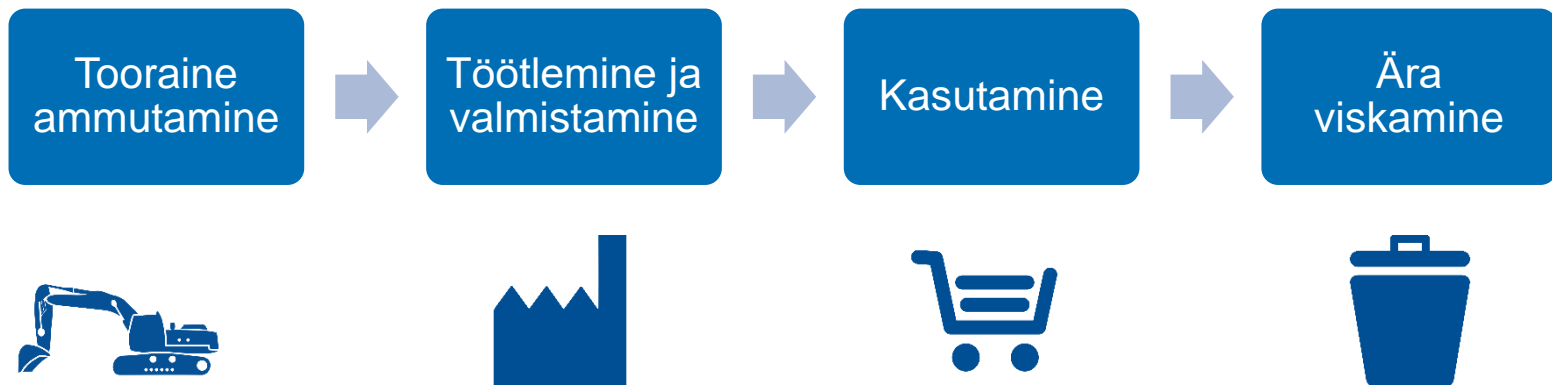 Tooraine
ammutamine
Töötlemine ja
valmistamine
Kasutamine
Ära
viskamine